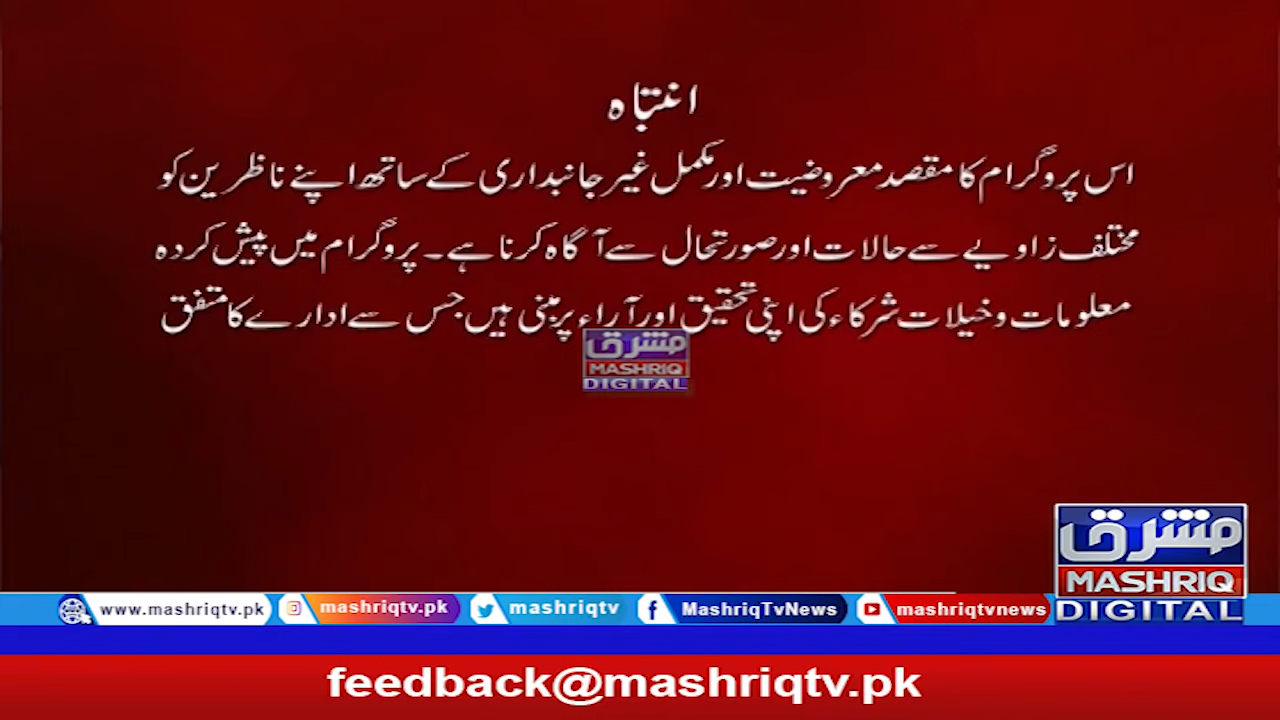 انتباہ
اس پروگرام کا مقصد معروضیت اور مکمل غیر جانبداری کے ساتھ اپنے ناظرین کو
مختلف زاویے سے حالات اور صورتحال سے آگاہ کرنا ہے۔ پروگرام میں پیش کردہ
معلومات و خیلات شرکاء کی اپنی تحقیق اور آراء پر مبنی ہیں جس سے ادارے کا متفق
مشرق
MASHRIQ
DIGITAL
مشرق
MASHRIQ
DIGITAL
www.mashriqtv.pk mashriqtv.pk mashriqtv MashriqTvNews mashriqtvnews
feedback@mashriqtv.pk